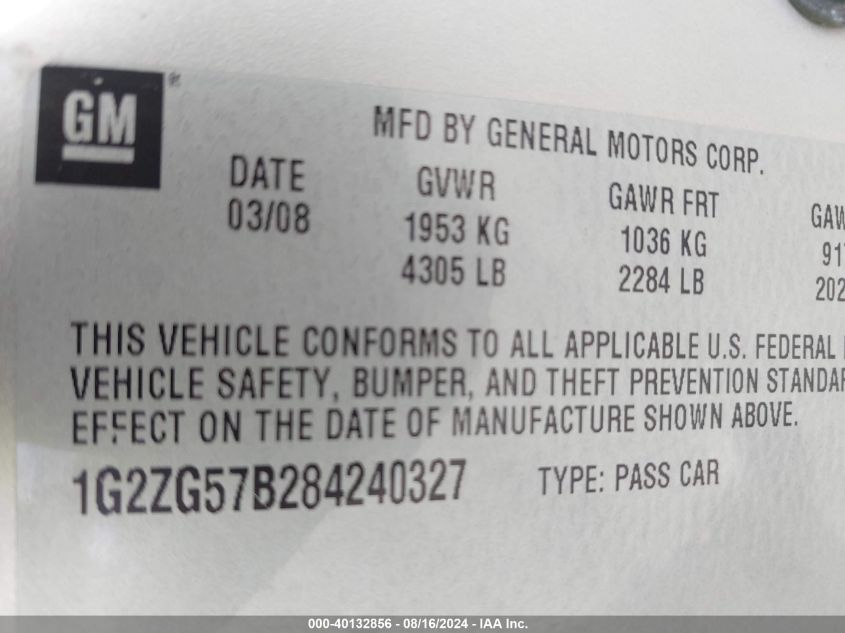 GM ®
MFD BY GENERAL MOTORS CORP.
DATE GVWR GAWR FRT
03/08 1953 KG 1036 KG
4305 LB 2284 LB
THIS VEHICLE CONFORMS TO ALL APPLICABLE U.S. FEDERAL
VEHICLE SAFETY, BUMPER, AND THEFT PREVENTION
EFFECT ON THE DATE OF MANUFACTURE SHOWN ABOVE.
1G2ZG57B284240327 TYPE: PASS CAR
000-40132856 - 08/16/2024 - IAA Inc.